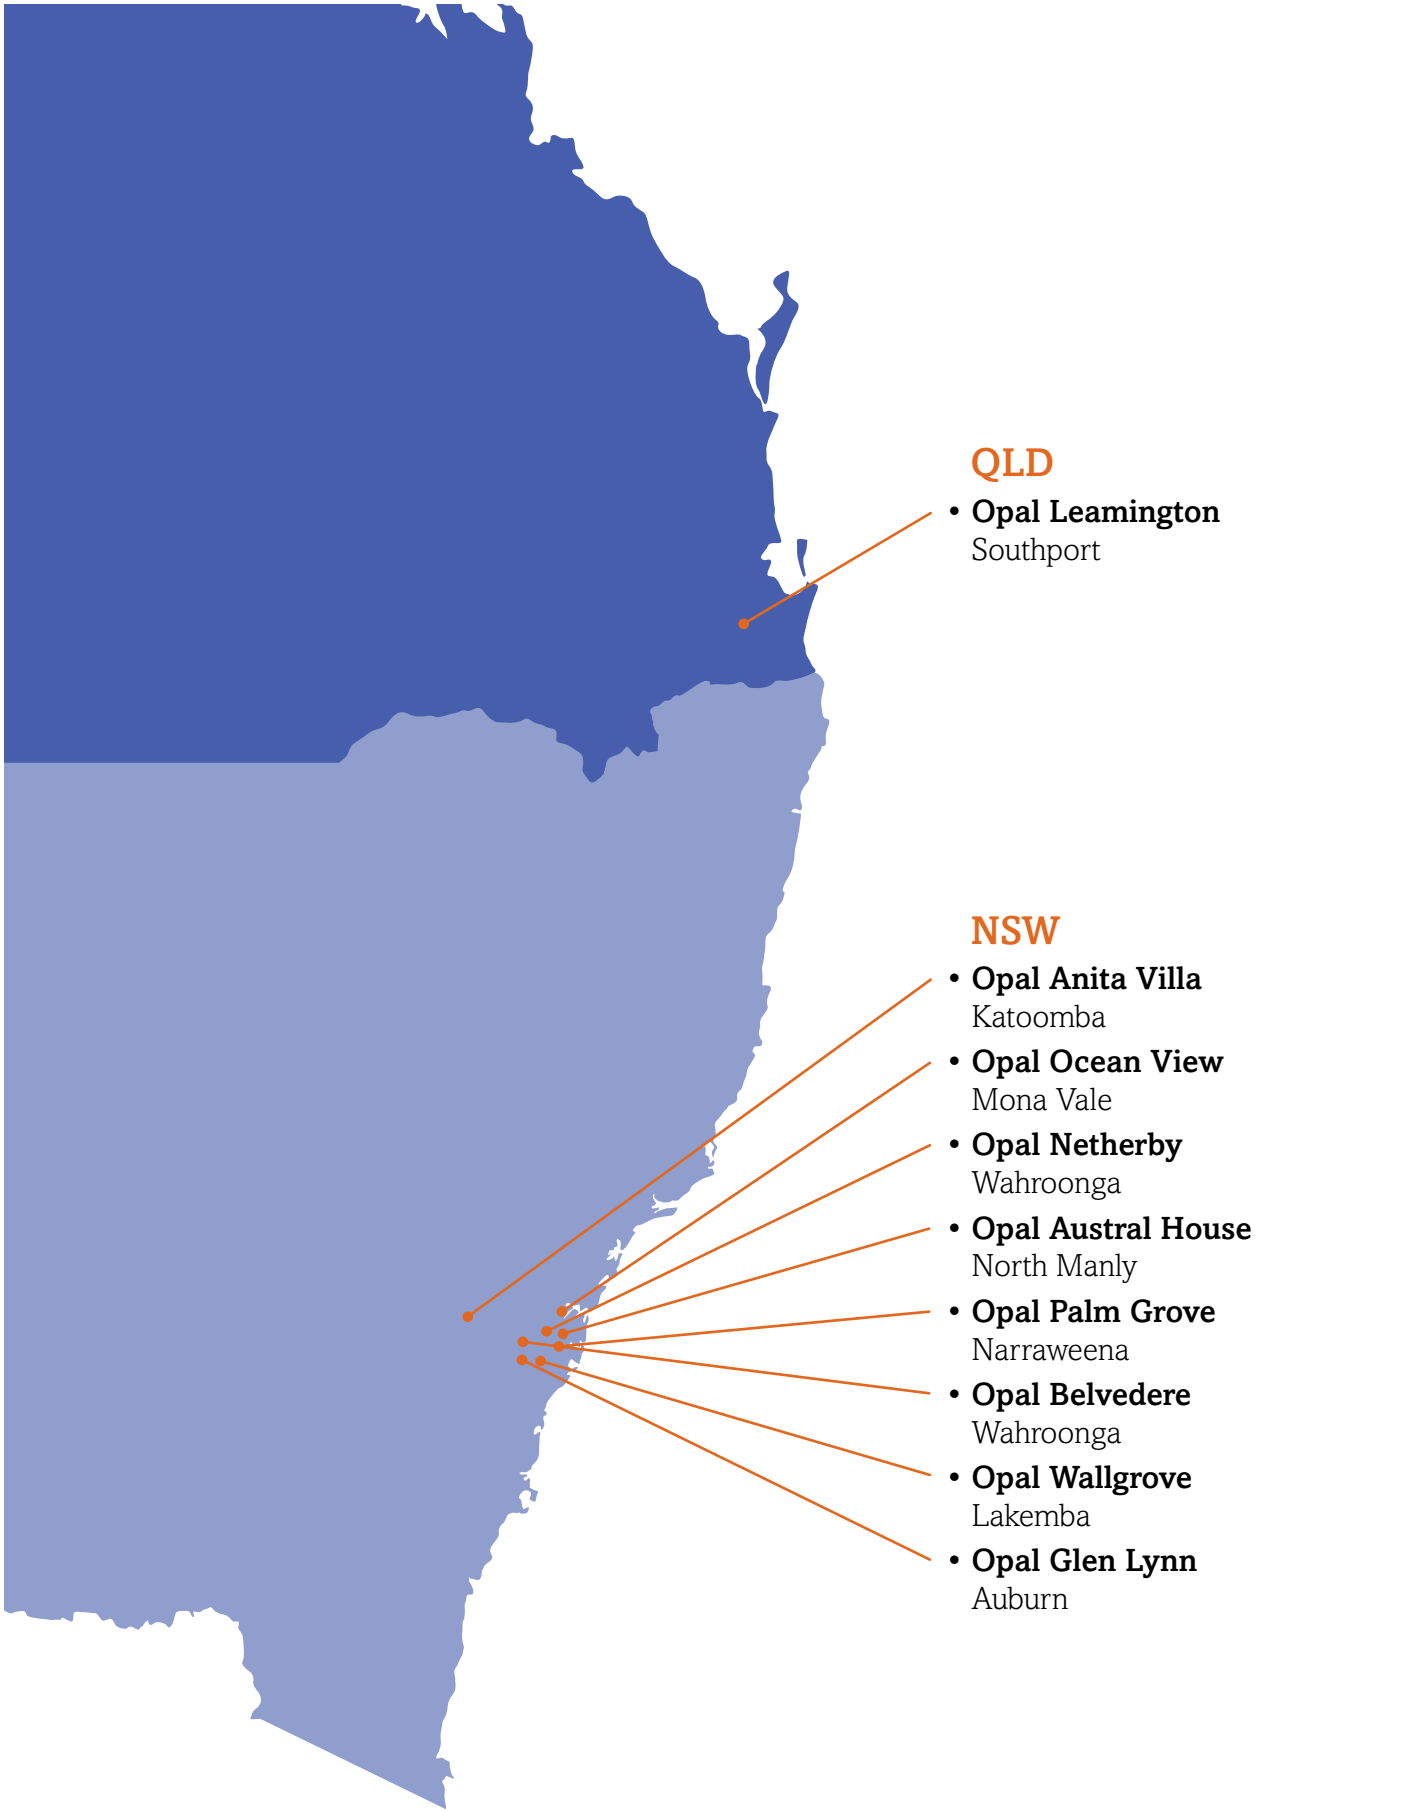 QLD
• Opal Leamington
Southport
NSW
• Opal Anita Villa
Katoomba
• Opal Ocean View
Mona Vale
• Opal Netherby
Wahroonga
• Opal Austral House
North Manly
• Opal Palm Grove
Narraweena
• Opal Belvedere
Wahroonga
• Opal Wallgrove
Lakemba
• Opal Glen Lynn
Auburn